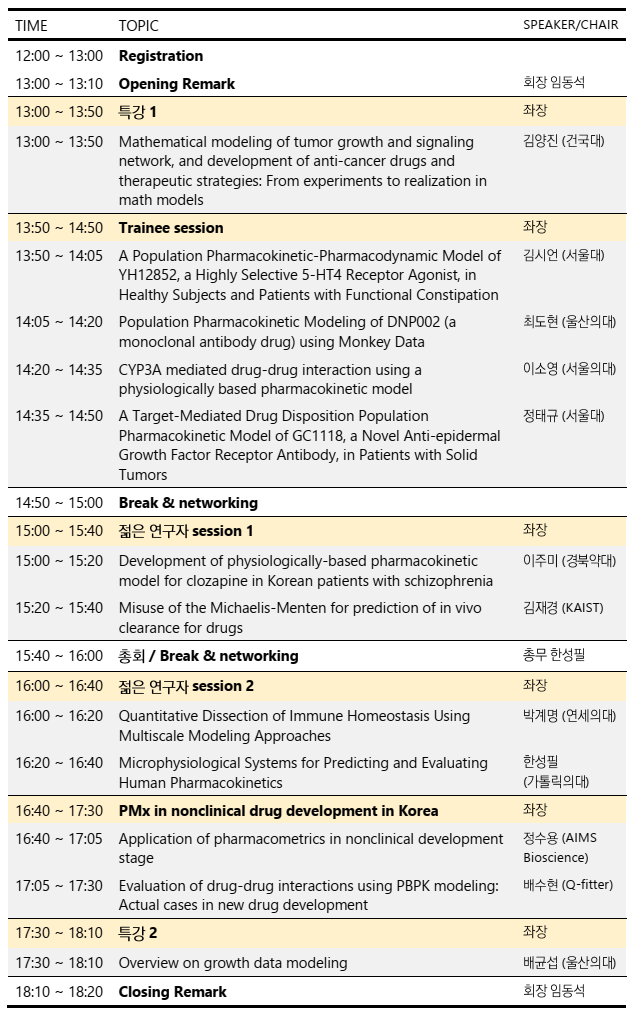 TIME TOPIC SPEAKER/CHAIR
12:00 ~ 13:00 Registration
13:00 ~ 13:10 Opening Remark 회장 임동석
13:00 ~ 13:50 특강 1 좌장
13:00 ~ 13:50 Mathematical modeling of tumor growth and signaling 김양진 (건국대)
network, and development of anti-cancer drugs and
therapeutic strategies: From experiments to realization in
math models
13:50 ~ 14:50 Trainee session 좌장
13:50 ~ 14:05 A Population Pharmacokinetic-Pharmacodynamic Model of 김시언 (서울대)
YH12852, a Highly Selective 5-HT4 Receptor Agonist, in
Healthy Subjects and Patients with Functional Constipation
14:05 ~ 14:20 Population Pharmacokinetic Modeling of DNP002 (a 최도현 (울산의대)
monoclonal antibody drug) using Monkey Data
14:20 ~ 14:35 CYP3A mediated drug-drug interaction using a 이소영 (서울의대)
physiologically based pharmacokinetic model
14:35 ~ 14:50 A Target-Mediated Drug Disposition Population 정태규 (서울대)
Pharmacokinetic Model of GC1118, a Novel Anti-epidermal
Growth Factor Receptor Antibody, in Patients with Solid
Tumors
14:50 ~ 15:00 Break & networking
15:00 ~ 15:40 젊은 연구자 session 1 좌장
15:00 ~ 15:20 Development of physiologically-based pharmacokinetic 이주미 (경북약대)
model for clozapine in Korean patients with schizophrenia
15:20 ~ 15:40 Misuse of the Michaelis-Menten for prediction of in vivo 김재경 (KAIST)
clearance for drugs
15:40 ~ 16:00 총회 / Break & networking 총무 한성필
16:00 ~ 16:40 젊은 연구자 session 2 좌장
16:00 ~ 16:20 Quantitative Dissection of Immune Homeostasis Using 박계명 (연세의대)
Multiscale Modeling Approaches
16:20 ~ 16:40 Microphysiological Systems for Predicting and Evaluating 한성필
Human Pharmacokinetics (가톨릭의대)
16:40 ~ 17:30 PMx in nonclinical drug development in Korea 좌장
16:40 ~ 17:05 Application of pharmacometrics in nonclinical development 정수용 (AIMS
stage Bioscience)
17:05 ~ 17:30 Evaluation of drug-drug interactions using PBPK modeling: 배수현 (Q-fitter)
Actual cases in new drug development
17:30 ~ 18:10 특강 2 좌장
17:30 ~ 18:10 Overview on growth data modeling 배균섭 (울산의대)
18:10 ~ 18:20 Closing Remark 회장 임동석